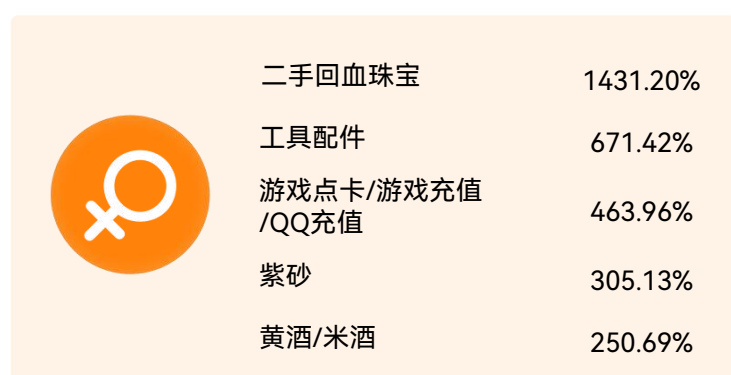 二手回血珠宝 1431.20%
工具配件 671.42%
游戏点卡/游戏充值
/QQ充值 463.96%
紫砂 305.13%
黄酒/米酒 250.69%